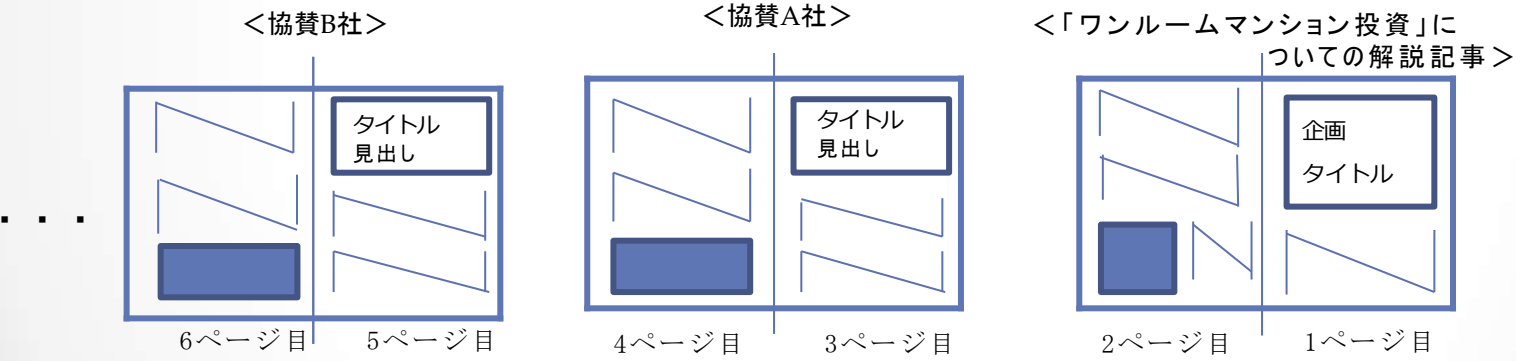 ＜協賛B社＞
タイトル
見出し
6ページ目
5ページ目
＜協賛A社＞
タイトル
見出し
4ページ目
3ページ目
＜「ワンルームマンション投資」に
ついての解説記事＞
企画
タイトル
2ページ目
1ページ目
・・・